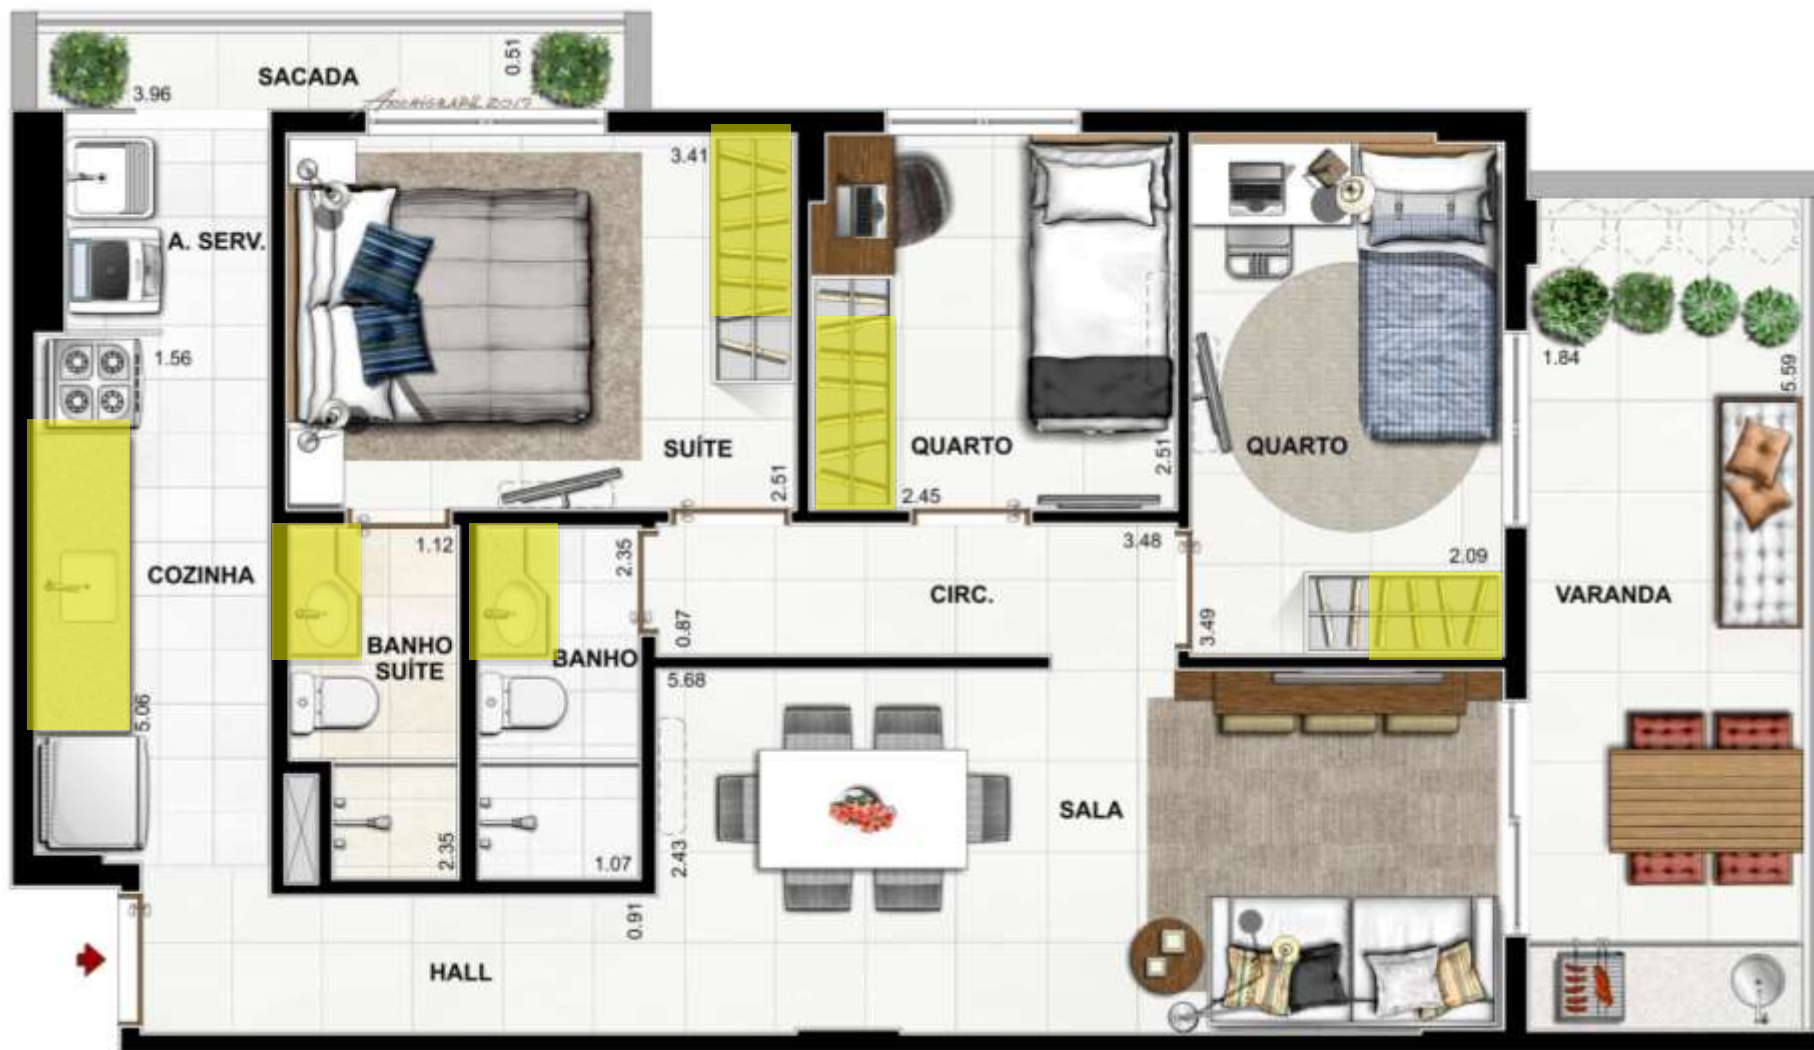 SACADA
0.51
3.96
ArchigrapH 2017
3.41
A. SERV.
1.56
1.84
5.59
SUÍTE
QUARTO
QUARTO
2.51
2.51
2.45
1.12
2.35
3.48
2.09
COZINHA
CIRC.
VARANDA
0.87
3.49
BANHO
SUÍTE
BANHO
5.68
5.06
SALA
2.35
1.07
2.43
0.91
HALL